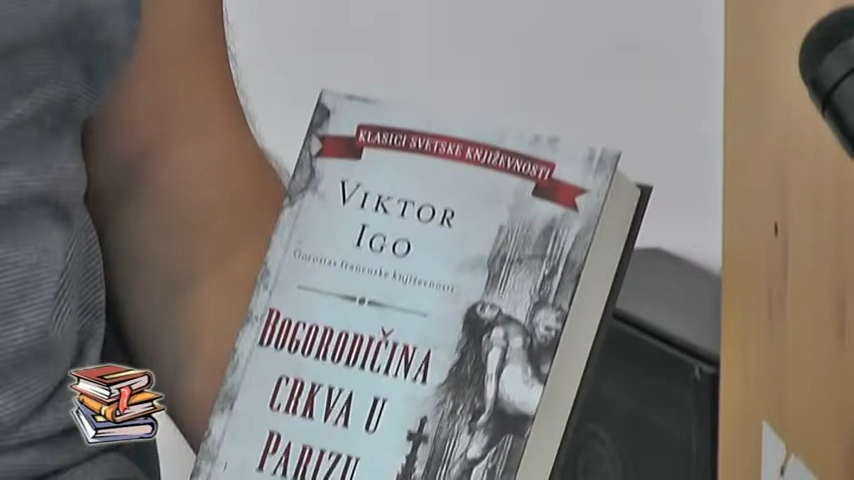 KLASICI SVETSKE KNJIŽEVNOSTI
VIKTOR
IGO
Gorostas francuske književnosti
BOGORODIČINA
CRKVA U
PARIZU